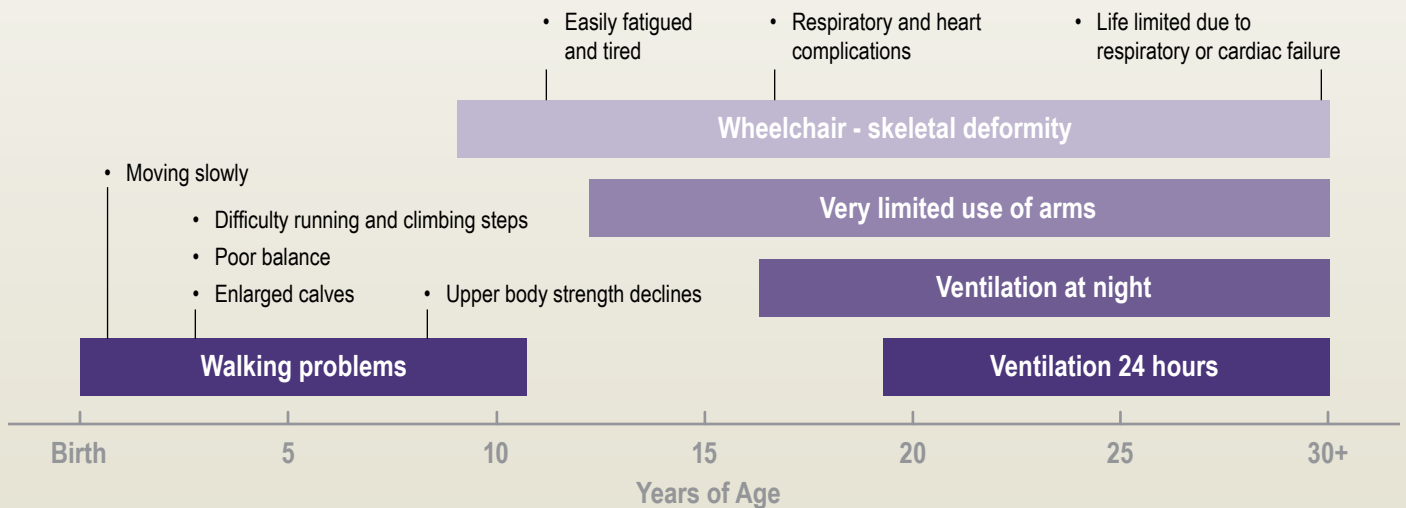 • Easily fatigued
and tired
• Respiratory and heart
complications
• Life limited due to
respiratory or cardiac failure
Wheelchair - skeletal deformity
• Moving slowly
Very limited use of arms
• Difficulty running and climbing steps
• Poor balance
• Enlarged calves
• Upper body strength declines
Ventilation at night
Walking problems
Ventilation 24 hours
Birth 5 10 15 20 25 30+
Years of Age